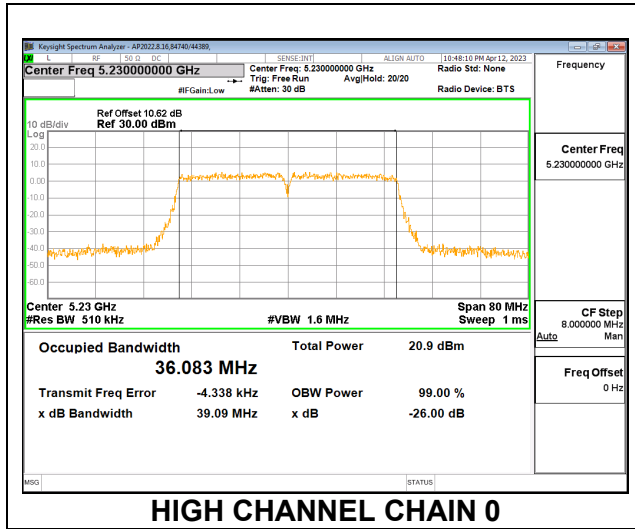 Keysight Spectrum Analyzer - AP2022.8.16,84740/44389,
LXI L RF 50 Ω DC SENSE:INT ALIGN AUTO 10:48:10 PM Apr 12, 2023
Center Freq 5.230000000 GHz Center Freq: 5.230000000 GHz Radio Std: None
Trig: Free Run Avg|Hold: 20/20
#IFGain:Low #Atten: 30 dB Radio Device: BTS
Frequency
Ref Offset 10.62 dB
10 dB/div Ref 30.00 dBm
Log
20.0
10.0
0.00
-10.0
-20.0
-30.0
-40.0
-50.0
-60.0
Center Freq
5.230000000 GHz
Center 5.23 GHz Span 80 MHz
#Res BW 510 kHz #VBW 1.6 MHz Sweep 1 ms
CF Step
8.000000 MHz
Auto Man
Freq Offset
0 Hz
Occupied Bandwidth Total Power 20.9 dBm
36.083 MHz
Transmit Freq Error -4.338 kHz OBW Power 99.00 %
x dB Bandwidth 39.09 MHz x dB -26.00 dB
MSG STATUS
HIGH CHANNEL CHAIN 0